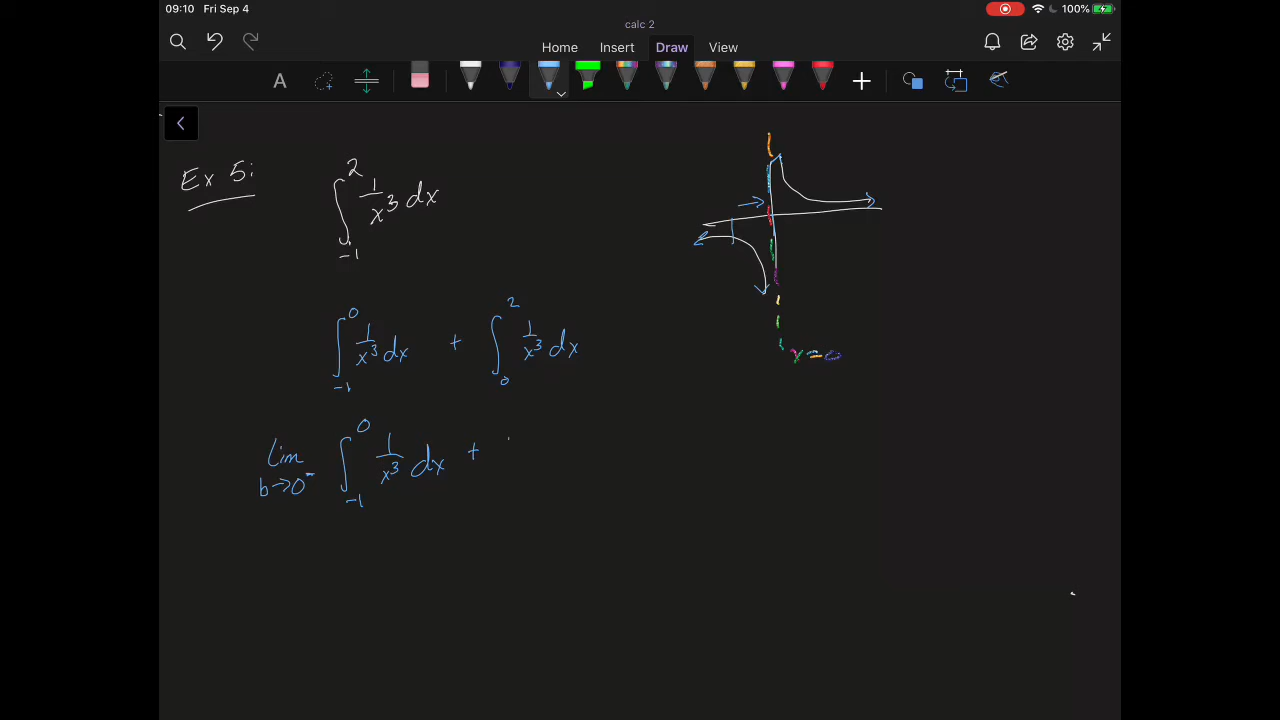 09:10 Fri Sep 4
100%
calc 2
Home Insert Draw View
A
Ex 5:
∫_{-1}^{2} 1/x³ dx
∫_{-1}^{0} 1/x³ dx + ∫_{0}^{2} 1/x³ dx
x=0
lim_{b→0⁻} ∫_{-1}^{0} 1/x³ dx +